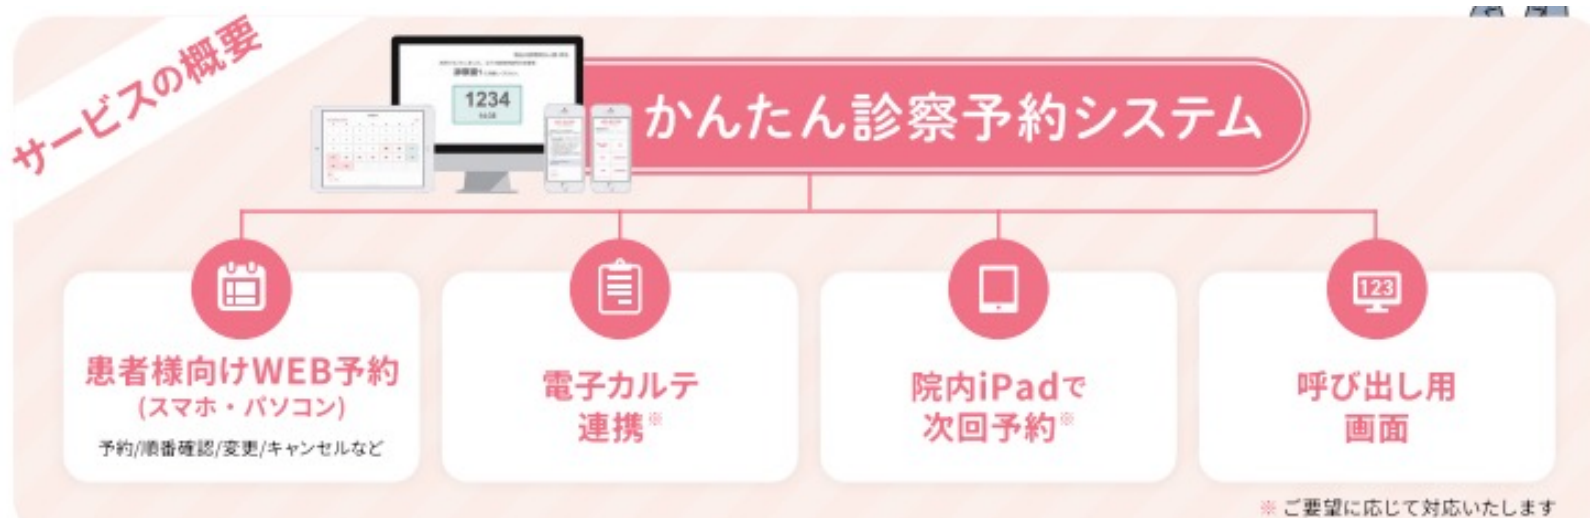 サービスの概要
1234
かんたん診察予約システム
患者様向けWEB予約
(スマホ・パソコン)
予約/順番確認/変更/キャンセルなど
電子カルテ
連携※
院内iPadで
次回予約※
123
呼び出し用
画面
※ ご要望に応じて対応いたします